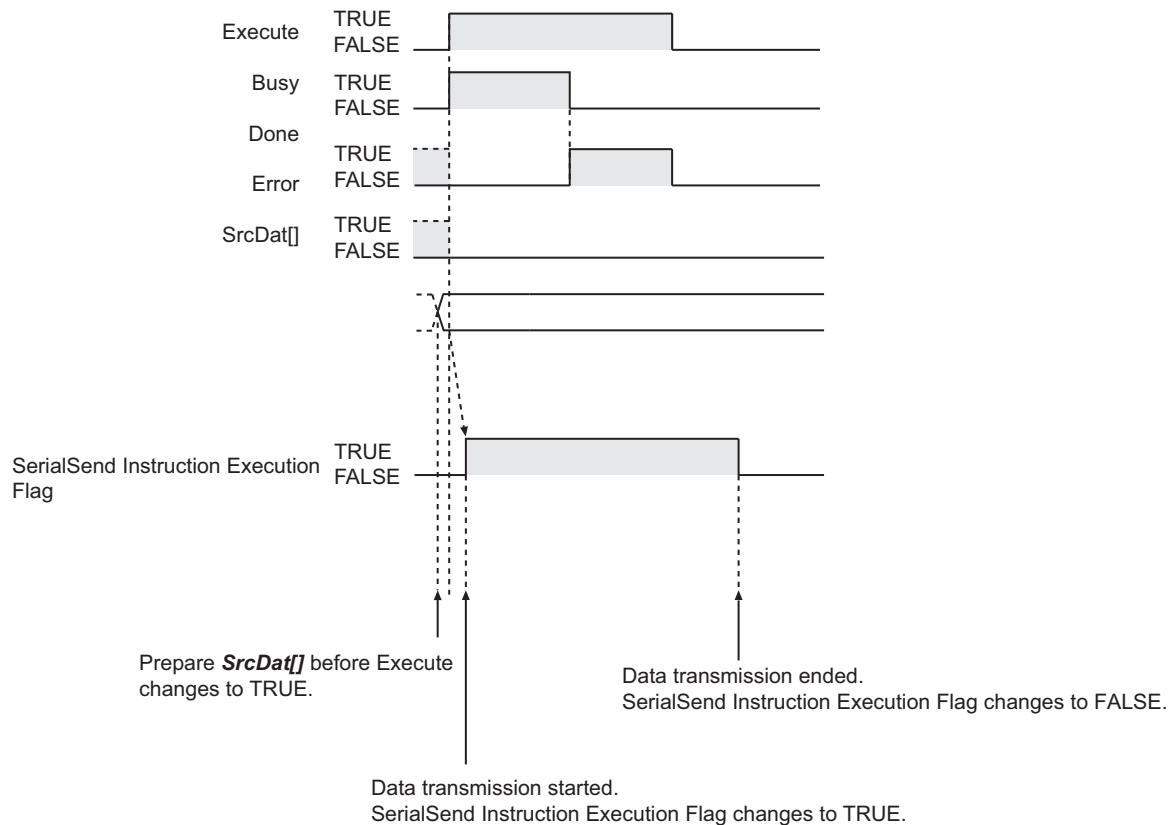 Execute
TRUE
FALSE
Busy
TRUE
FALSE
Done
TRUE
FALSE
Error
SrcDat[]
TRUE
FALSE
SerialSend Instruction Execution
Flag
TRUE
FALSE
Prepare SrcDat[] before Execute
changes to TRUE.
Data transmission ended.
SerialSend Instruction Execution Flag changes to FALSE.
Data transmission started.
SerialSend Instruction Execution Flag changes to TRUE.